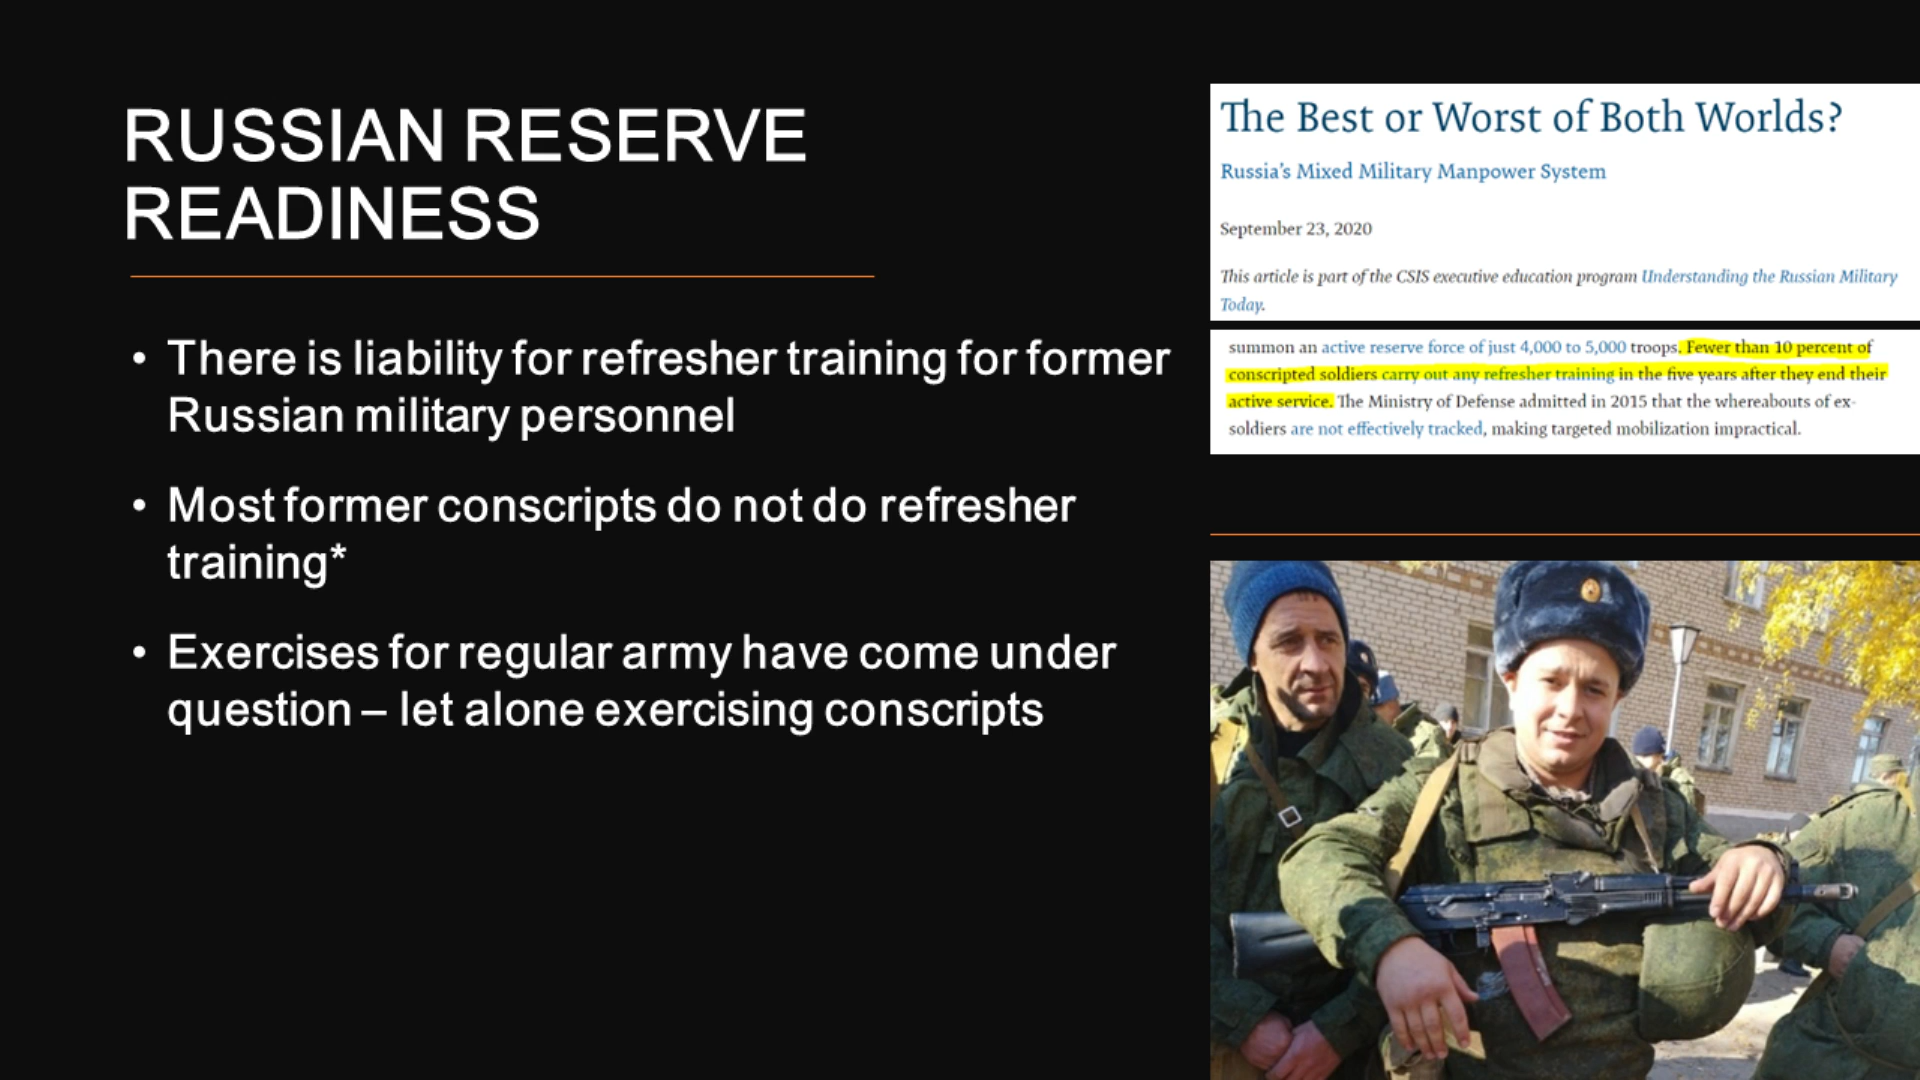 RUSSIAN RESERVE
READINESS
• There is liability for refresher training for former
Russian military personnel
• Most former conscripts do not do refresher
training*
• Exercises for regular army have come under
question – let alone exercising conscripts
The Best or Worst of Both Worlds?
Russia's Mixed Military Manpower System
September 23, 2020
This article is part of the CSIS executive education program Understanding the Russian Military
Today.
summon an active reserve force of just 4,000 to 5,000 troops. Fewer than 10 percent of
conscripted soldiers carry out any refresher training in the five years after they end their
active service. The Ministry of Defense admitted in 2015 that the whereabouts of ex-
soldiers are not effectively tracked, making targeted mobilization impractical.